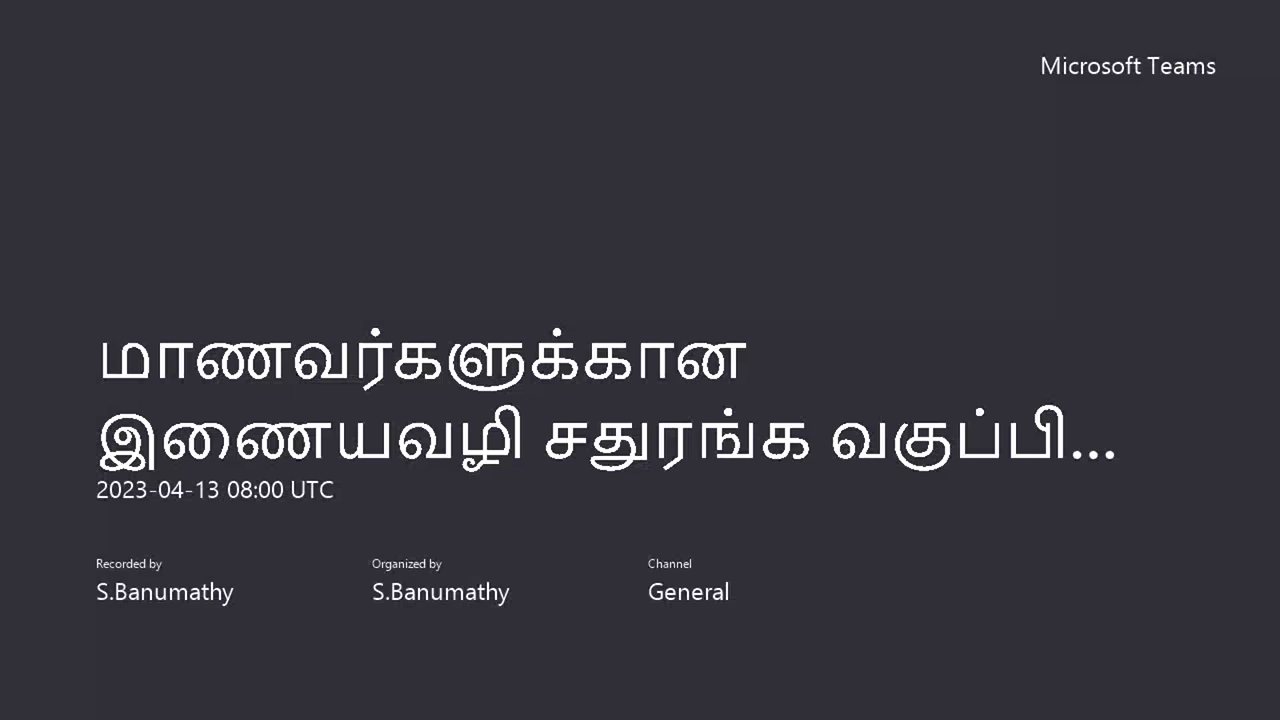 Microsoft Teams
மாணவர்களுக்கான
இணையவழி சதுரங்க வகுப்பி...
2023-04-13 08:00 UTC
Recorded by
S.Banumathy
Organized by
S.Banumathy
Channel
General